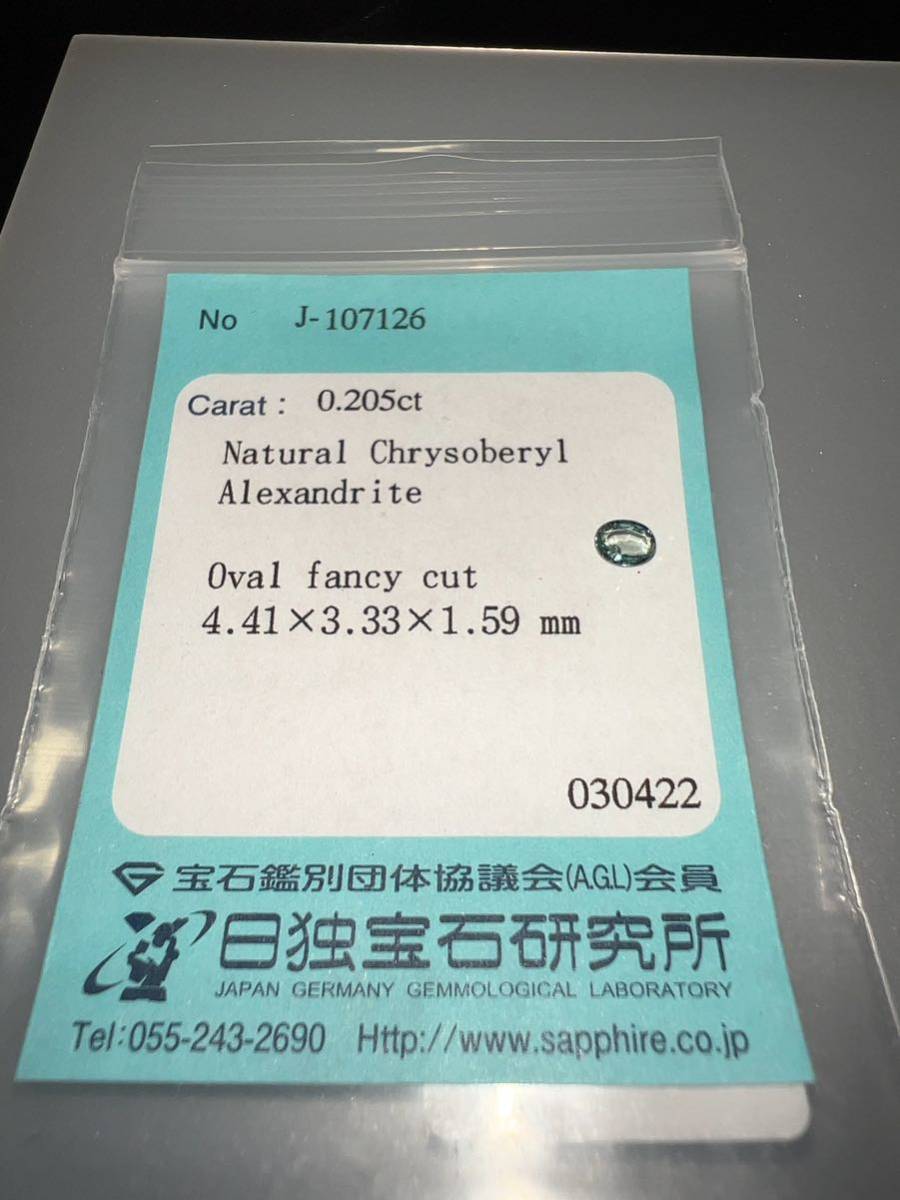 No J-107126
Carat : 0.205ct
Natural Chrysoberyl
Alexandrite
Oval fancy cut
4.41×3.33×1.59 mm
030422
宝石鑑別団体協議会(A.G.L)会員
日独宝石研究所
JAPAN GERMANY GEMMOLOGICAL LABORATORY
Tel:055-243-2690 Http://www.sapphire.co.jp